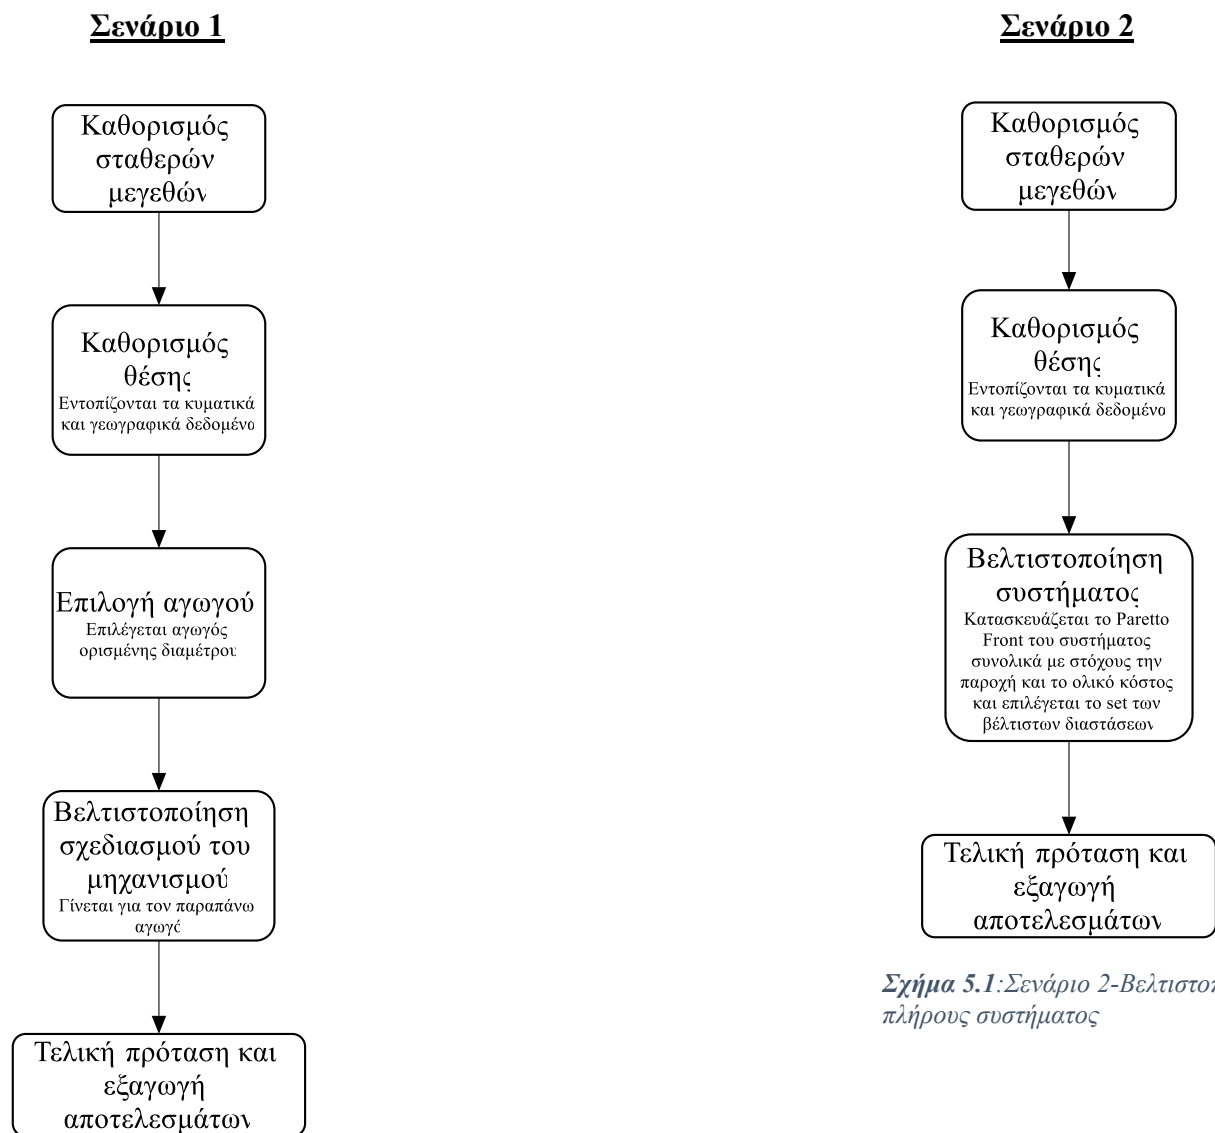 Σενάριο 1
Καθορισμός
σταθερών
μεγεθών
Καθορισμός
θέσης
Εντοπίζονται τα κυματικά
και γεωγραφικά δεδομένα
Επιλογή αγωγού
Επιλέγεται αγωγός
ορισμένης διαμέτρου
Βελτιστοποίηση
σχεδιασμού του
μηχανισμού
Γίνεται για τον παραπάνω
αγωγό
Τελική πρόταση και
εξαγωγή
αποτελεσμάτων
Σενάριο 2
Καθορισμός
σταθερών
μεγεθών
Καθορισμός
θέσης
Εντοπίζονται τα κυματικά
και γεωγραφικά δεδομένα
Βελτιστοποίηση
συστήματος
Κατασκευάζεται το Paretto
Front του συστήματος
συνολικά με στόχους την
παροχή και το ολικό κόστος
και επιλέγεται το set των
βέλτιστων διαστάσεων
Τελική πρόταση και
εξαγωγή
αποτελεσμάτων
Σχήμα 5.1:Σενάριο 2-Βελτιστοπ
πλήρους συστήματος